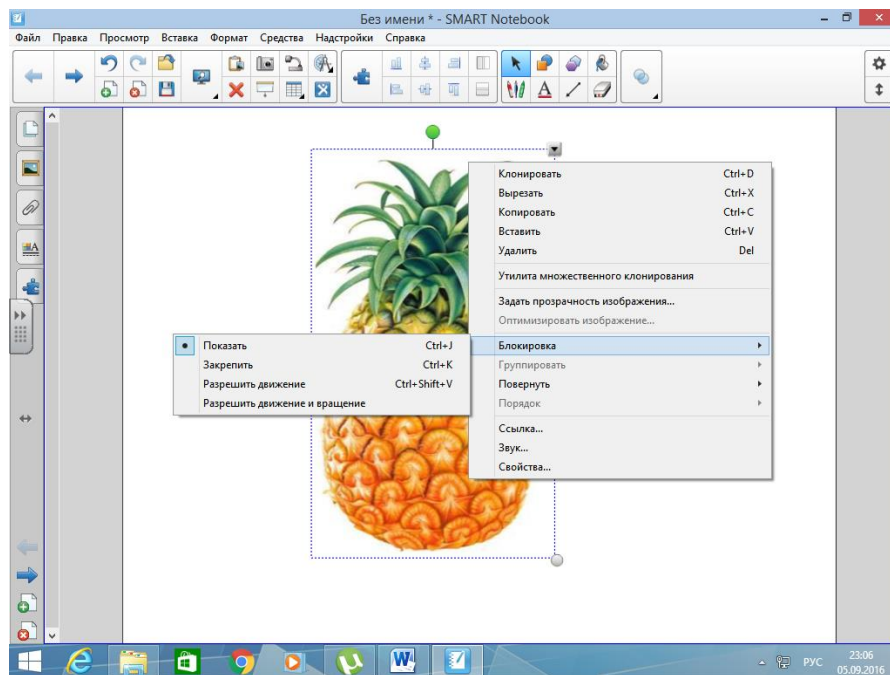 Без имени * - SMART Notebook
Файл Правка Просмотр Вставка Формат Средства Надстройки Справка
Клонировать Ctrl+D
Вырезать Ctrl+X
Копировать Ctrl+C
Вставить Ctrl+V
Удалить Del
Утилита множественного клонирования
Задать прозрачность изображения...
Оптимизировать изображение...
Блокировка
Группировать
Повернуть
Порядок
Ссылка...
Звук...
Свойства...
Показать Ctrl+J
Закрепить Ctrl+K
Разрешить движение Ctrl+Shift+V
Разрешить движение и вращение
РУС
23:06
05.09.2016